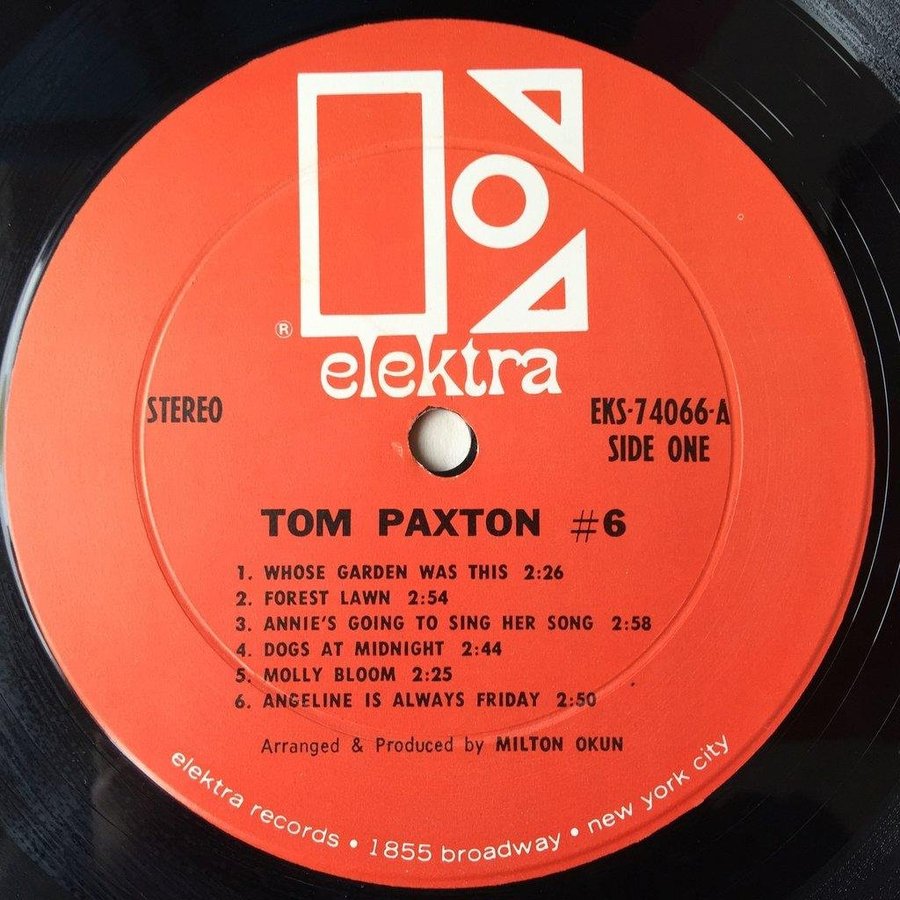 ®
elektra
STEREO
EKS-74066-A
SIDE ONE
TOM PAXTON #6
1. WHOSE GARDEN WAS THIS 2:26
2. FOREST LAWN 2:54
3. ANNIE'S GOING TO SING HER SONG 2:58
4. DOGS AT MIDNIGHT 2:44
5. MOLLY BLOOM 2:25
6. ANGELINE IS ALWAYS FRIDAY 2:50
Arranged & Produced by MILTON OKUN
elektra records • 1855 broadway • new york city